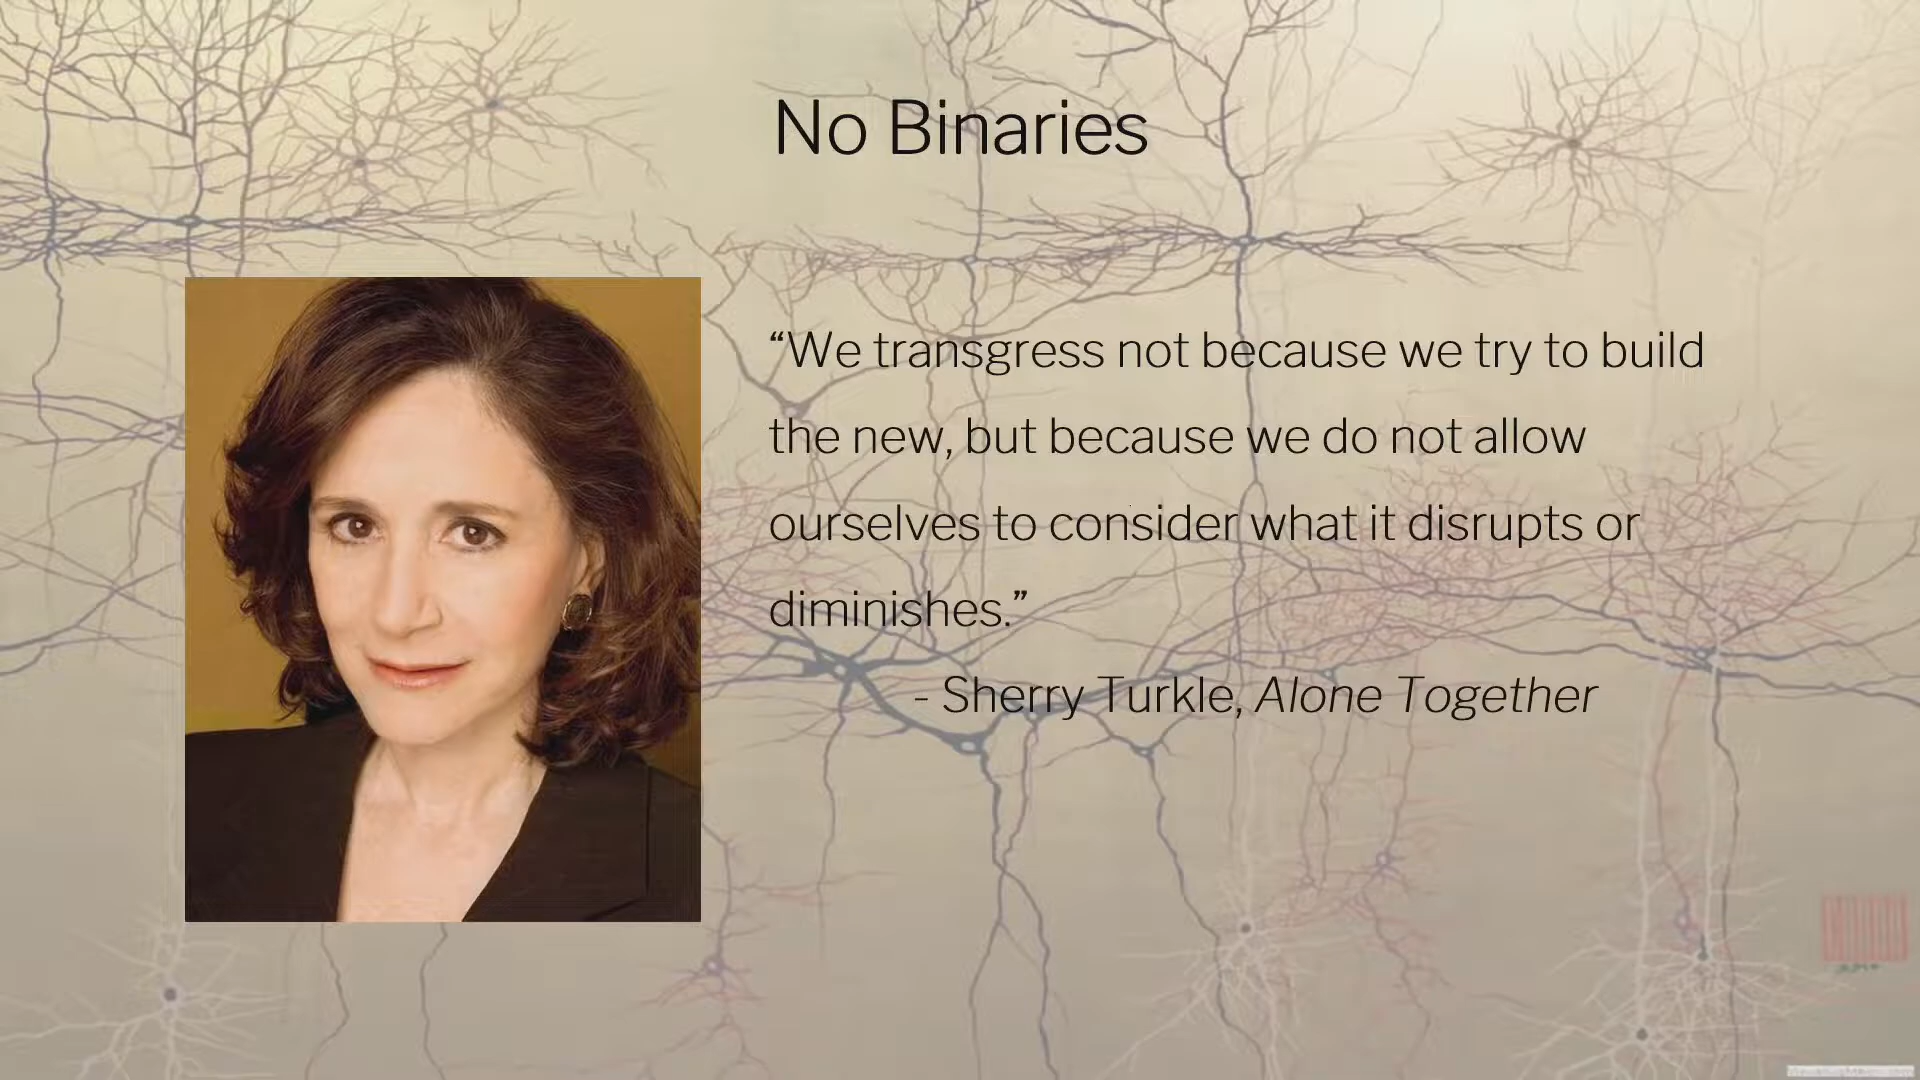 No Binaries
“We transgress not because we try to build
the new, but because we do not allow
ourselves to consider what it disrupts or
diminishes.”
- Sherry Turkle, Alone Together